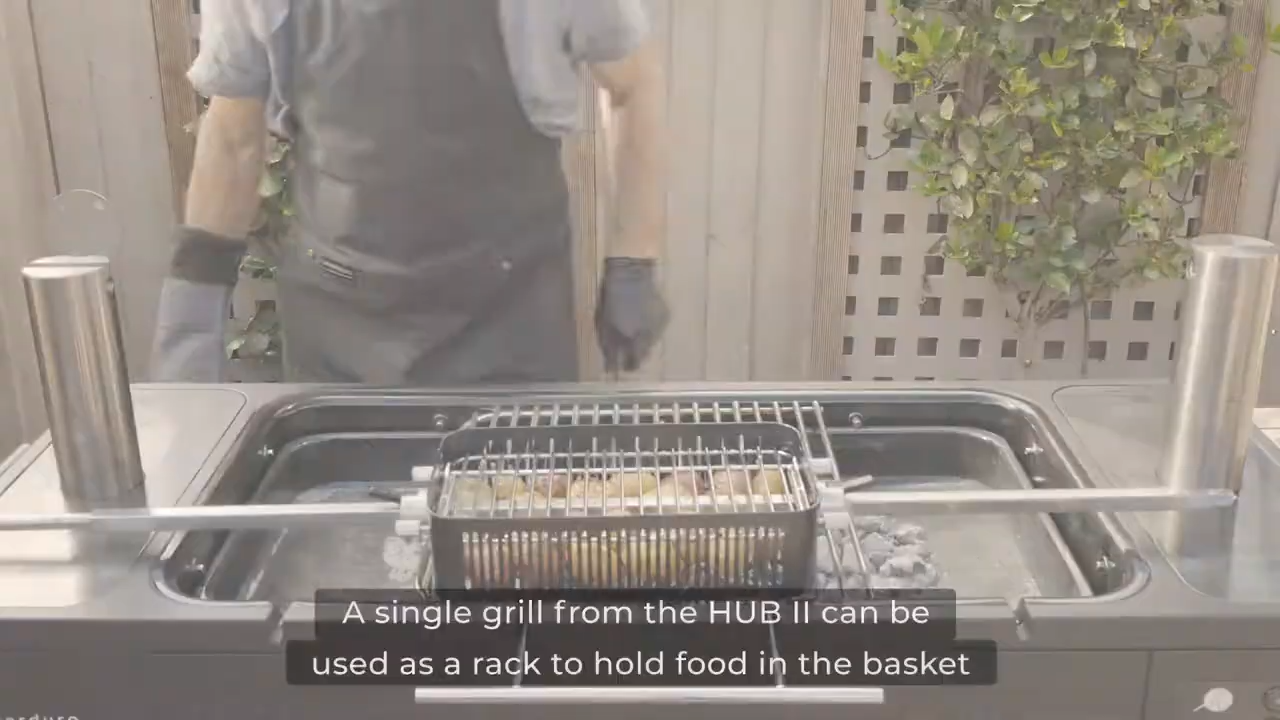 A single grill from the HUB II can be
used as a rack to hold food in the basket